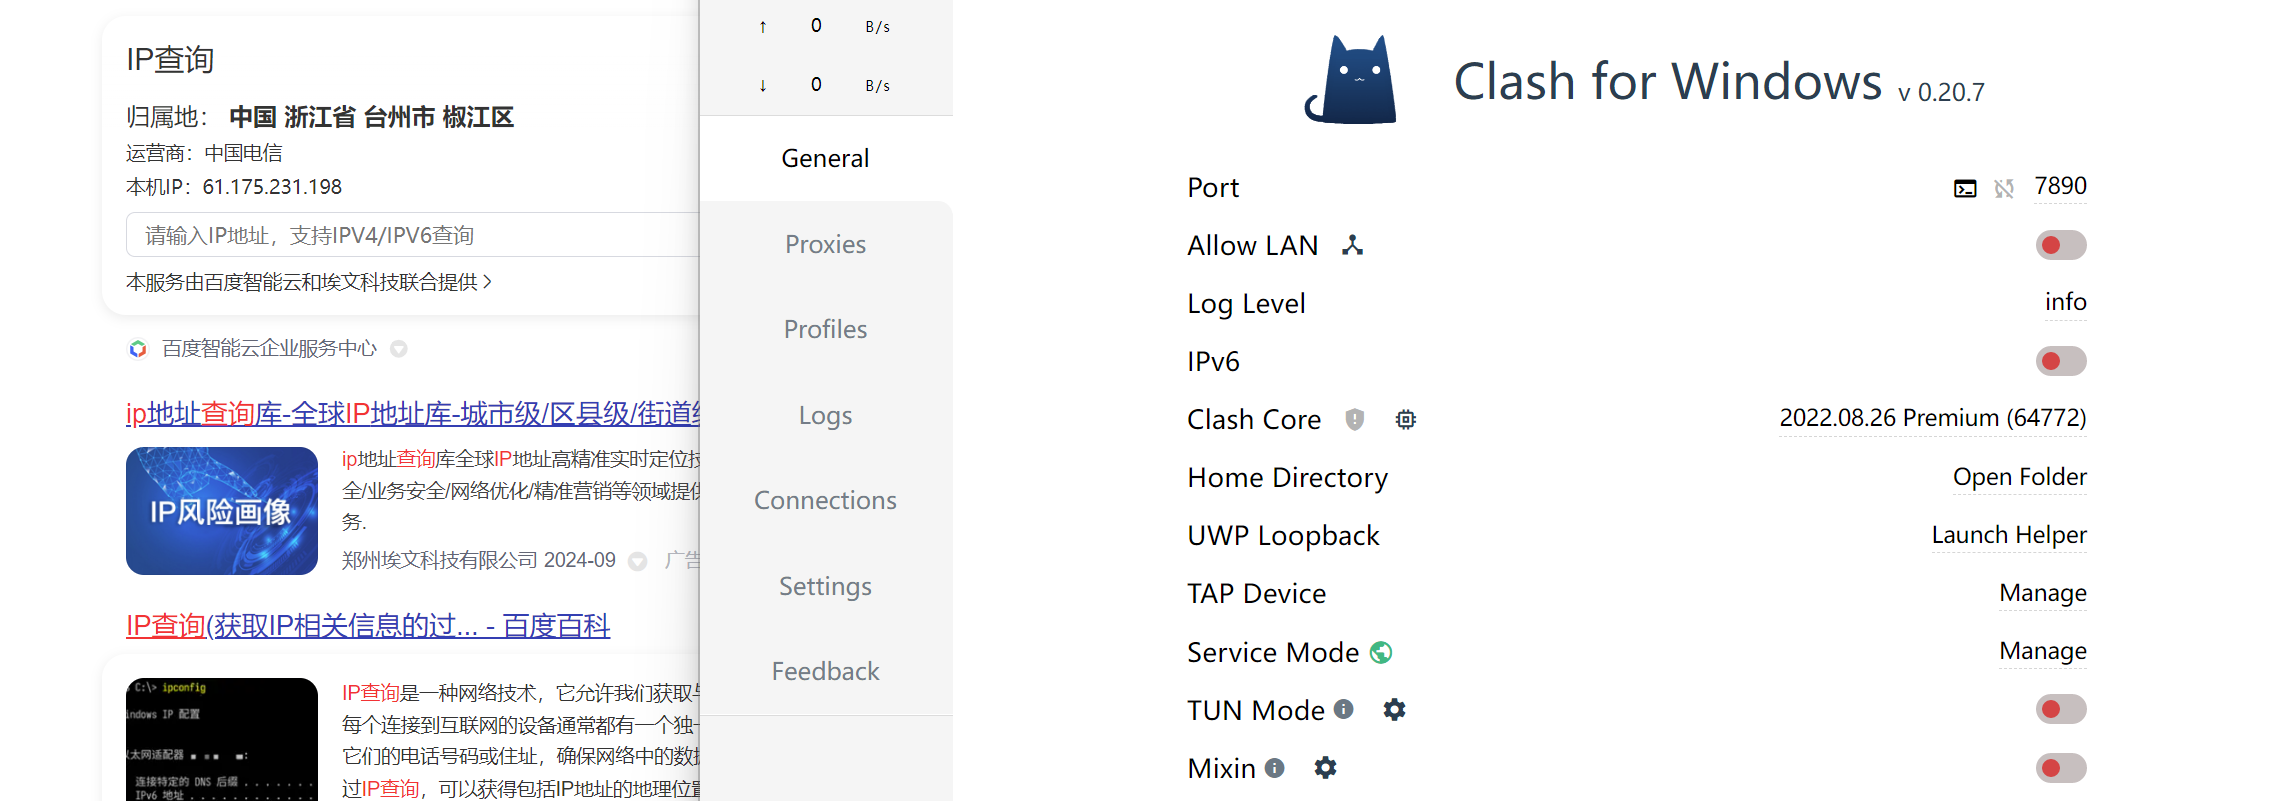 IP查询
归属地： 中国 浙江省 台州市 椒江区
运营商：中国电信
本机IP：61.175.231.198
请输入IP地址，支持IPV4/IPV6查询
本服务由百度智能云和埃文科技联合提供 >
百度智能云企业服务中心
ip地址查询库-全球IP地址库-城市级/区县级/街道
IP风险画像
ip地址查询库全球IP地址高精准实时定位
全/业务安全/网络优化/精准营销等领域提
务.
郑州埃文科技有限公司 2024-09 广告
IP查询(获取IP相关信息的过... - 百度百科
C:\> ipconfig
indows IP 配置
太网适配器
连接特定的 DNS 后缀 . . . . . . .
IPv6 地址 . . . . . . . . . . . .
IP查询是一种网络技术，它允许我们获取
每个连接到互联网的设备通常都有一个独
它们的电话号码或住址，确保网络中的数
过IP查询，可以获得包括IP地址的地理位
↑ 0 B/s
↓ 0 B/s
General
Proxies
Profiles
Logs
Connections
Settings
Feedback
Clash for Windows v 0.20.7
Port 7890
Allow LAN
Log Level info
IPv6
Clash Core 2022.08.26 Premium (64772)
Home Directory Open Folder
UWP Loopback Launch Helper
TAP Device Manage
Service Mode Manage
TUN Mode
Mixin